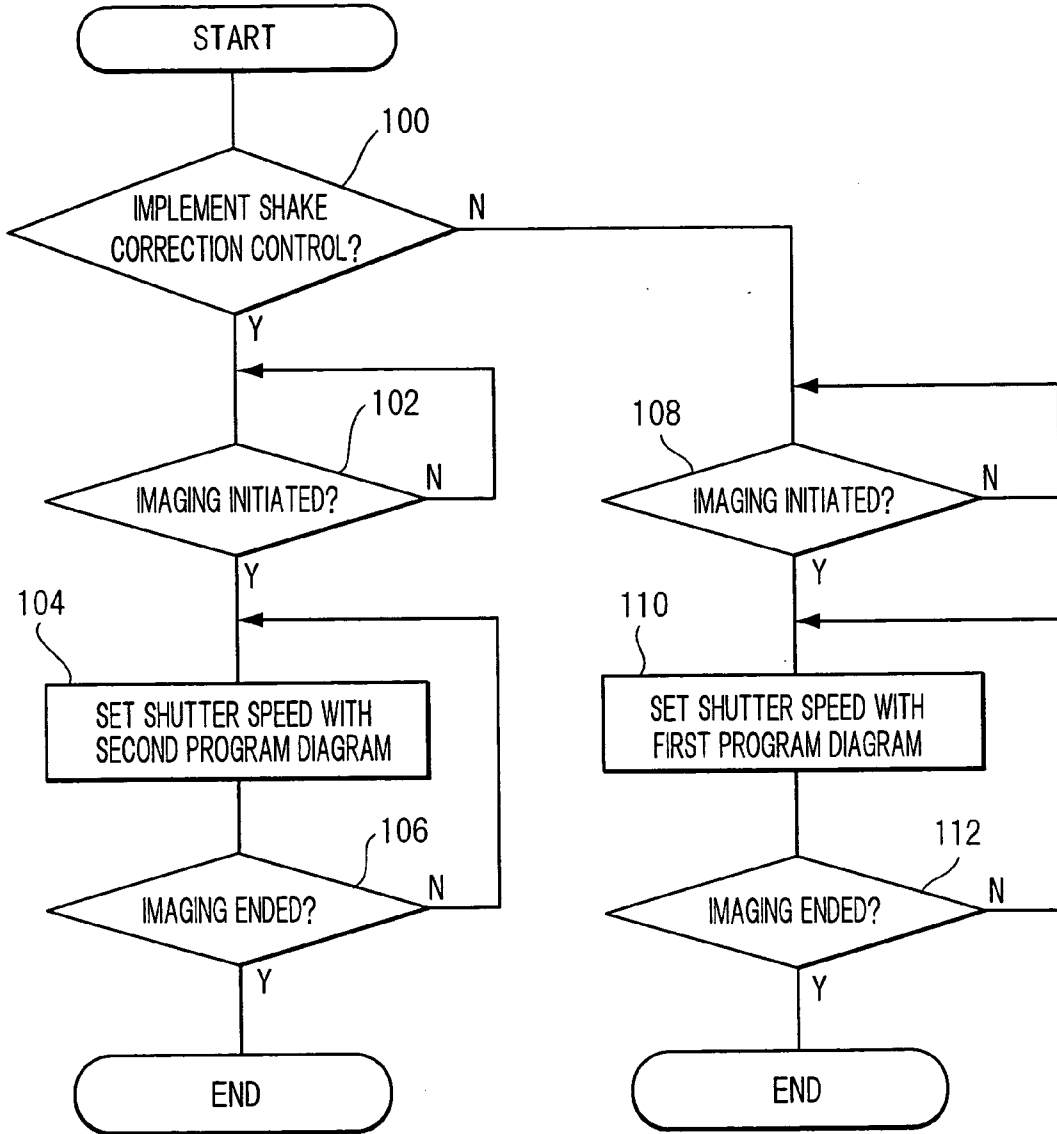 START
100
IMPLEMENT SHAKE
CORRECTION CONTROL?
N
Y
102
IMAGING INITIATED?
N
Y
104
SET SHUTTER SPEED WITH
SECOND PROGRAM DIAGRAM
106
IMAGING ENDED?
N
Y
END
108
IMAGING INITIATED?
N
Y
110
SET SHUTTER SPEED WITH
FIRST PROGRAM DIAGRAM
112
IMAGING ENDED?
N
Y
END